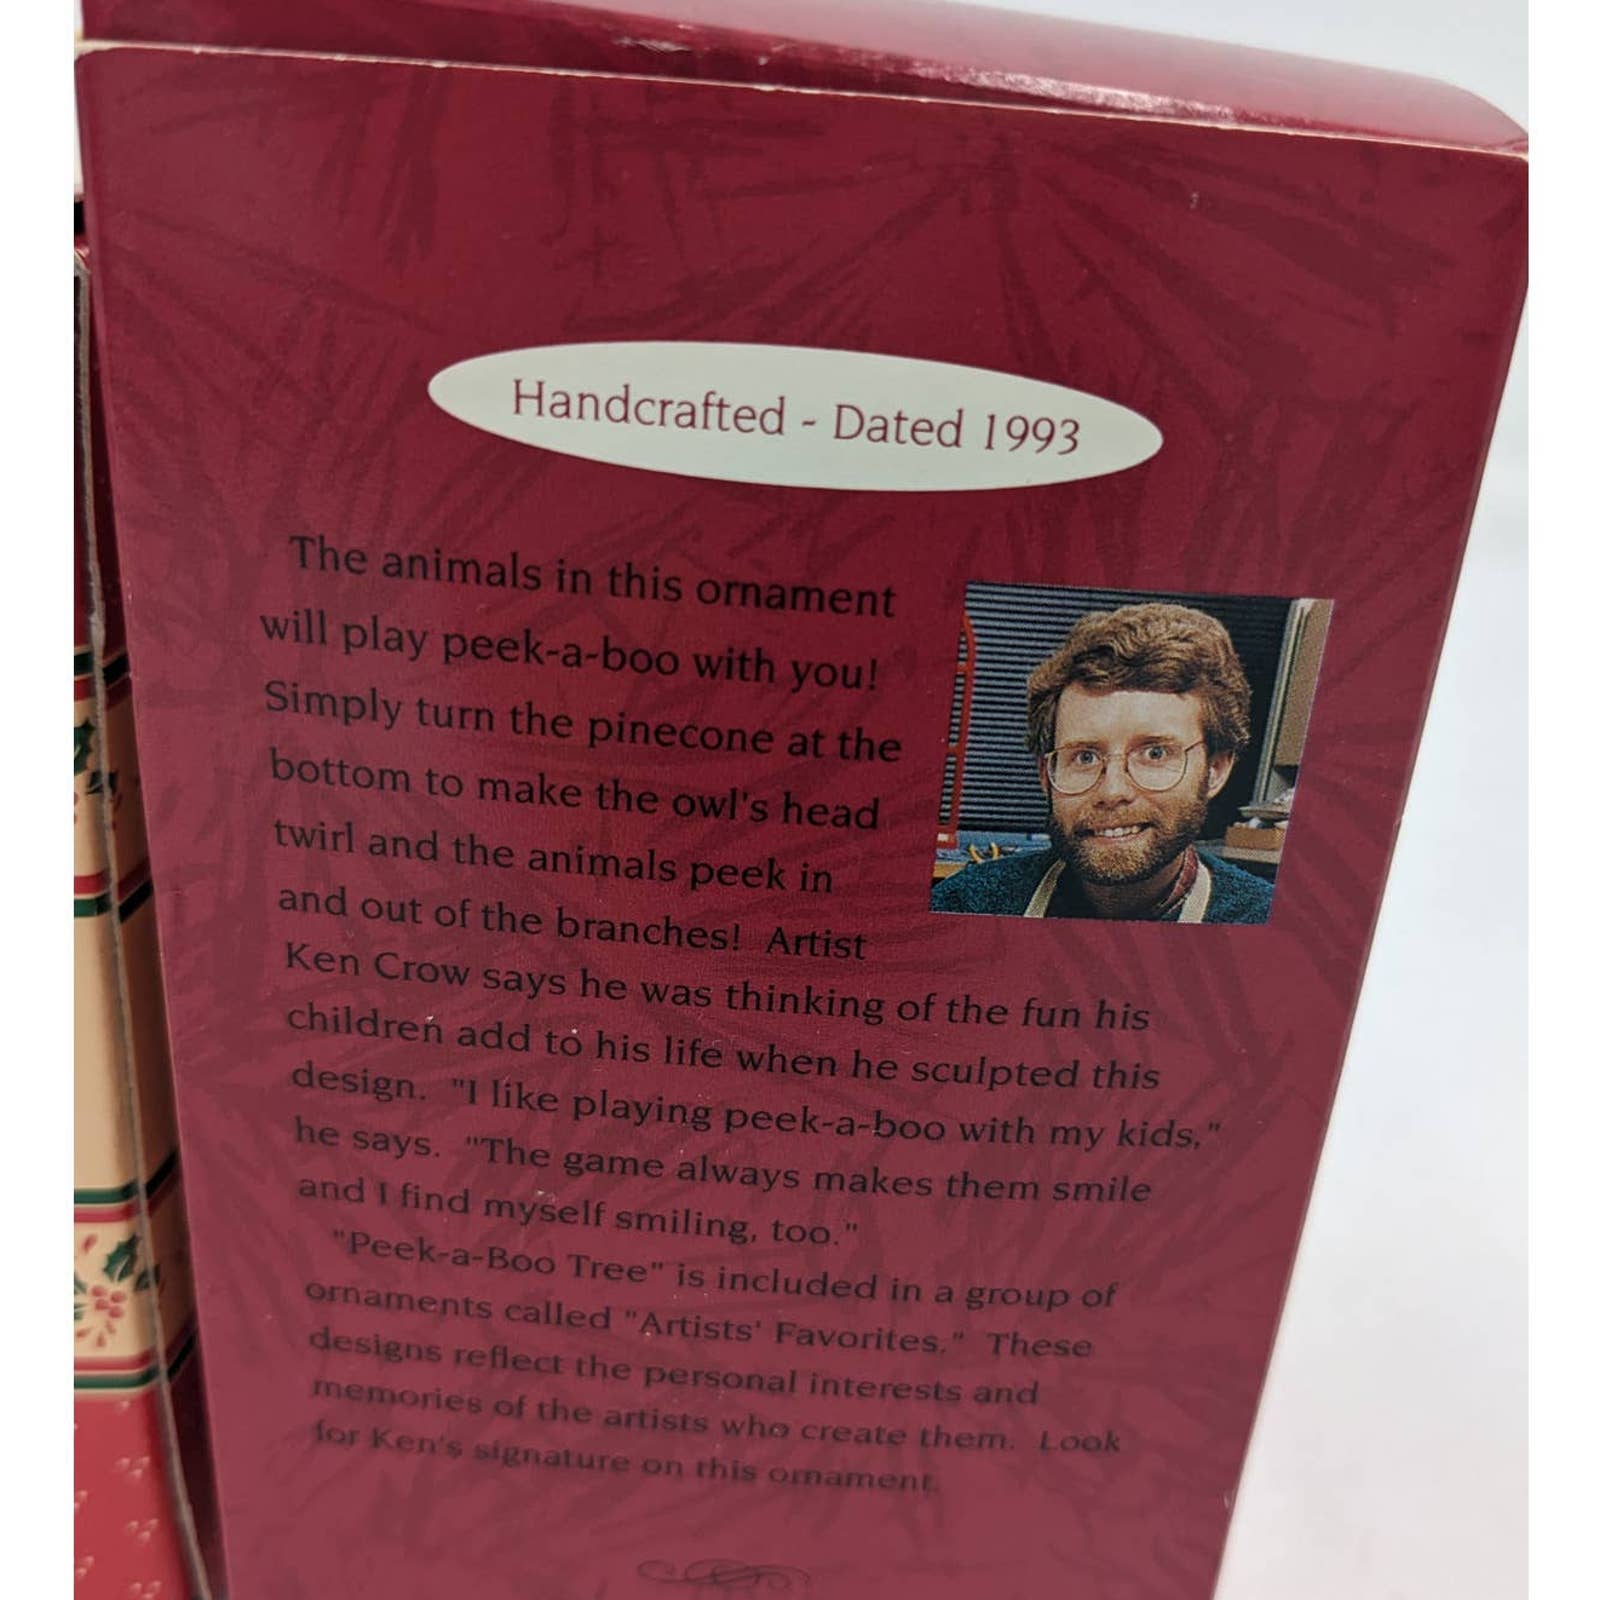 Handcrafted - Dated 1993
The animals in this ornament
will play peek-a-boo with you!
Simply turn the pinecone at the
bottom to make the owl's head
twirl and the animals peek in
and out of the branches!  Artist
Ken Crow says he was thinking of the fun his
children add to his life when he sculpted this
design.  "I like playing peek-a-boo with my kids,"
he says.  "The game always makes them smile
and I find myself smiling, too."
"Peek-a-Boo Tree" is included in a group of
ornaments called "Artists' Favorites."  These
designs reflect the personal interests and
memories of the artists who create them.  Look
for Ken's signature on this ornament.